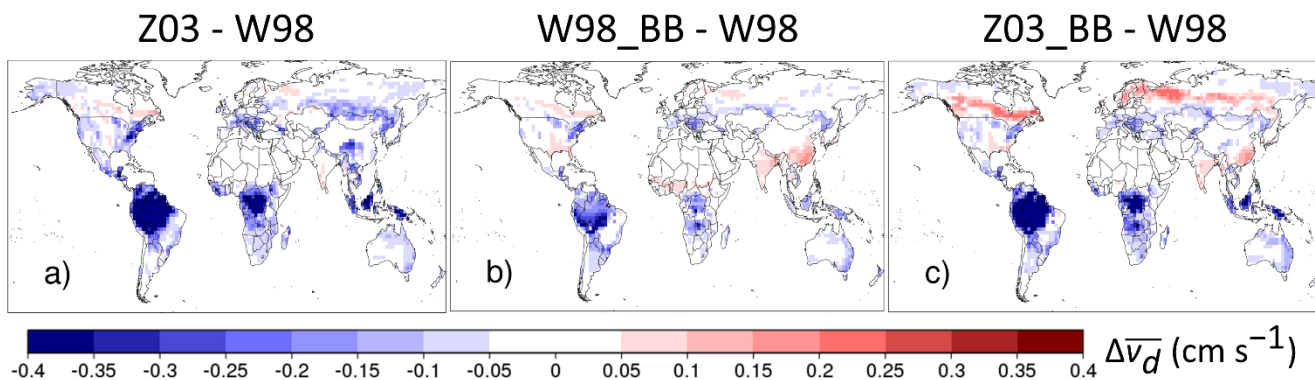 Z03 - W98
W98_BB - W98
Z03_BB - W98
a)
b)
c)
-0.4 -0.35 -0.3 -0.25 -0.2 -0.15 -0.1 -0.05 0 0.05 0.1 0.15 0.2 0.25 0.3 0.35 0.4
Δv̅_d̅ (cm s⁻¹)